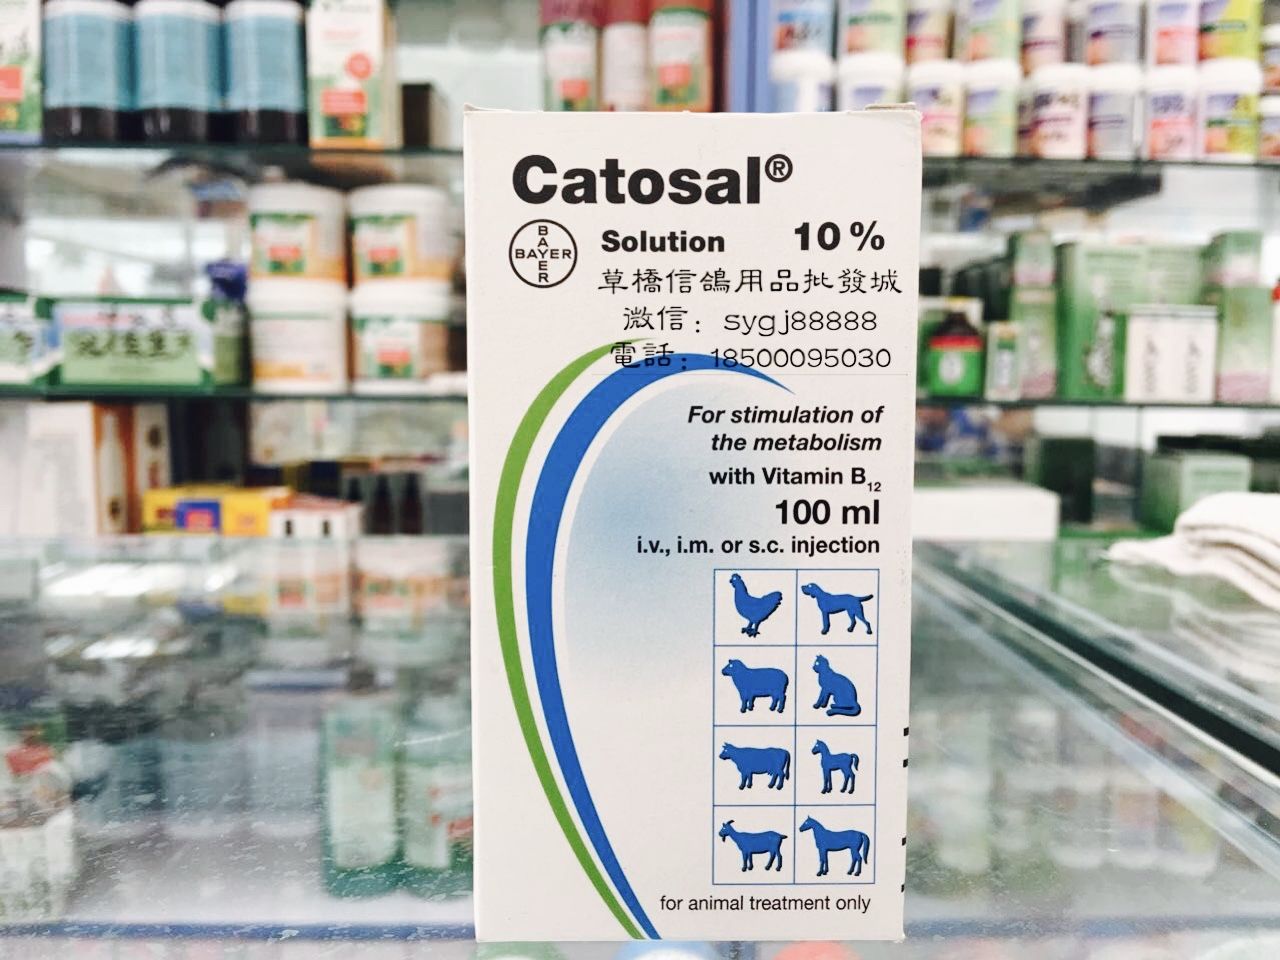 Catosal®
BAYER
BAYER
Solution 10 %
草橋信鴿用品批發城
微信：sygj88888
電話：18500095030
For stimulation of
the metabolism
with Vitamin B12
100 ml
i.v., i.m. or s.c. injection
for animal treatment only